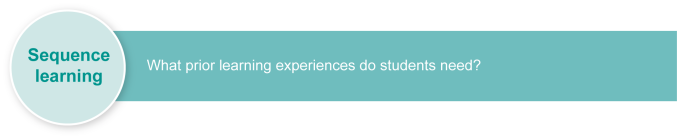 Sequence
learning
What prior learning experiences do students need?